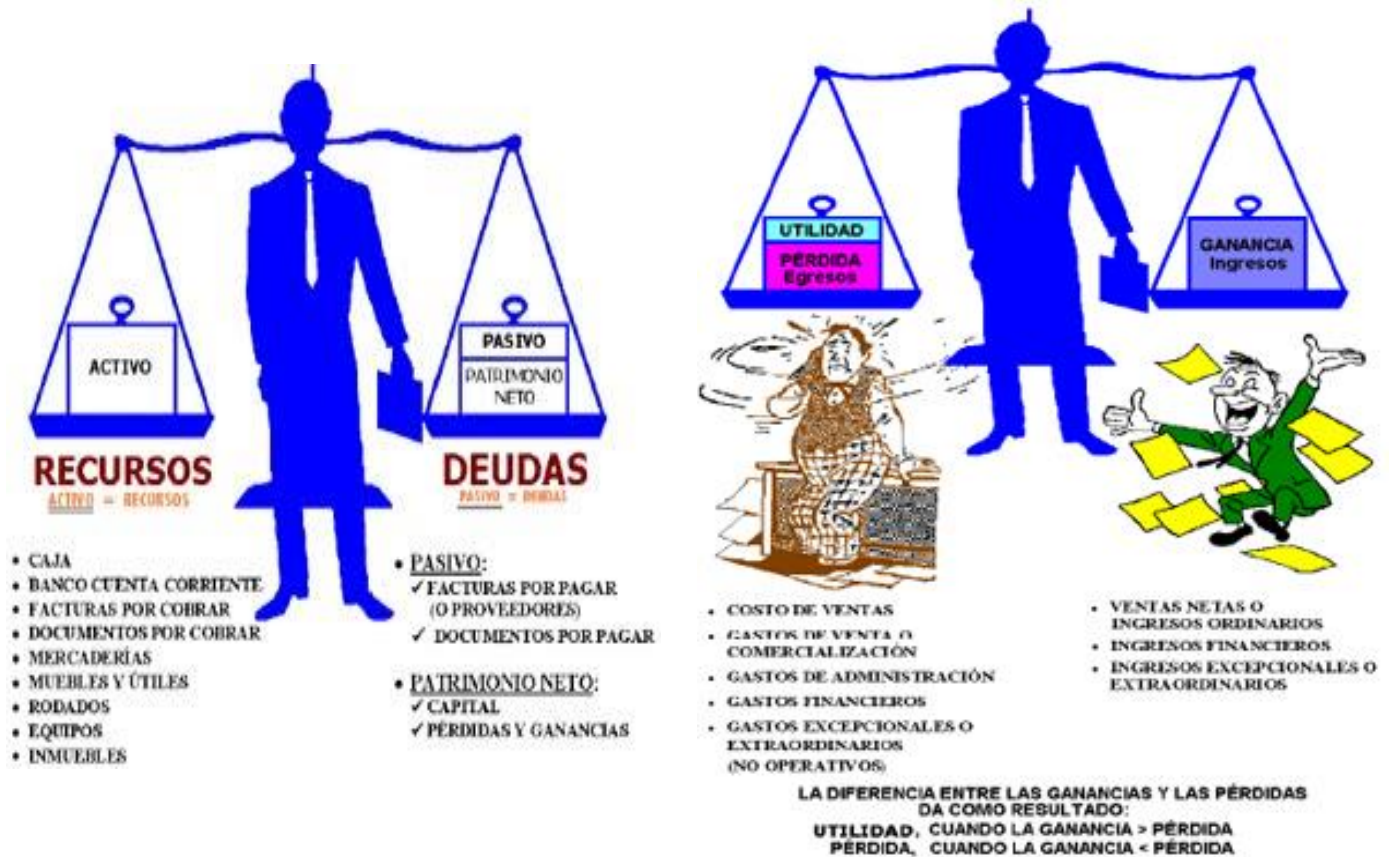 ACTIVO
PASIVO
PATRIMONIO
NETO
RECURSOS
ACTIVO = RECURSOS
DEUDAS
PASIVO = DEUDAS
• CAJA
• BANCO CUENTA CORRIENTE
• FACTURAS POR COBRAR
• DOCUMENTOS POR COBRAR
• MERCADERÍAS
• MUEBLES Y ÚTILES
• RODADOS
• EQUIPOS
• INMUEBLES
• PASIVO:
✓ FACTURAS POR PAGAR
(O PROVEEDORES)
✓ DOCUMENTOS POR PAGAR
• PATRIMONIO NETO:
✓ CAPITAL
✓ PÉRDIDAS Y GANANCIAS
UTILIDAD
PÉRDIDA
Egresos
GANANCIA
Ingresos
• COSTO DE VENTAS
• GASTOS DE VENTA O
COMERCIALIZACIÓN
• GASTOS DE ADMINISTRACIÓN
• GASTOS FINANCIEROS
• GASTOS EXCEPCIONALES O
EXTRAORDINARIOS
(NO OPERATIVOS)
• VENTAS NETAS O
INGRESOS ORDINARIOS
• INGRESOS FINANCIEROS
• INGRESOS EXCEPCIONALES O
EXTRAORDINARIOS
LA DIFERENCIA ENTRE LAS GANANCIAS Y LAS PÉRDIDAS
DA COMO RESULTADO:
UTILIDAD, CUANDO LA GANANCIA > PÉRDIDA
PÉRDIDA, CUANDO LA GANANCIA < PÉRDIDA